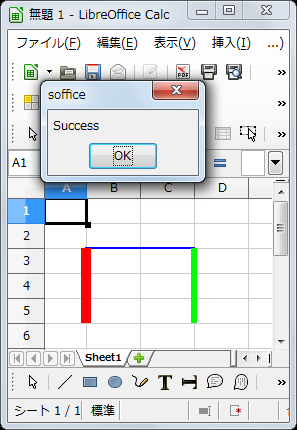 無題 1 - LibreOffice Calc
ファイル(F) 編集(E) 表示(V) 挿入(I) ...)
soffice
Success
OK
A1
A B C D
1
2
3
4
5
6
Sheet1
シート 1 / 1 標準